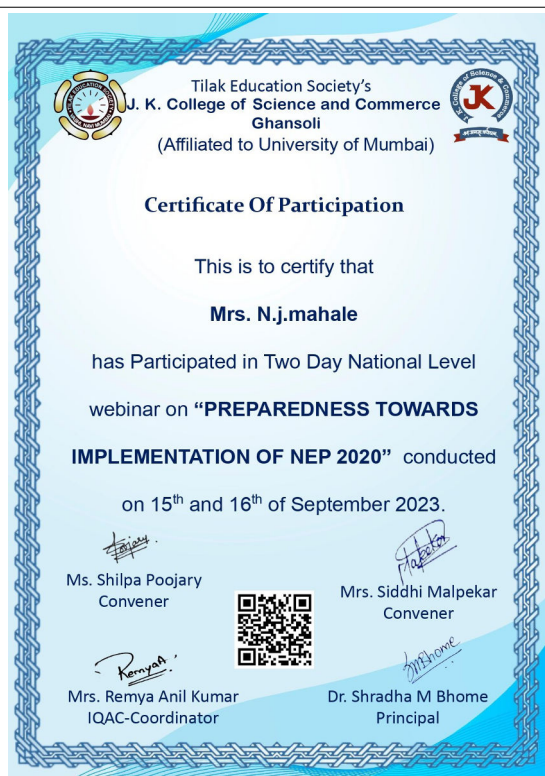 Tilak Education Society's
J. K. College of Science and Commerce
Ghansoli
(Affiliated to University of Mumbai)
Certificate Of Participation
This is to certify that
Mrs. N.j.mahale
has Participated in Two Day National Level
webinar on “PREPAREDNESS TOWARDS
IMPLEMENTATION OF NEP 2020” conducted
on 15th and 16th of September 2023.
Ms. Shilpa Poojary
Convener
Mrs. Siddhi Malpekar
Convener
RemyaA
Mrs. Remya Anil Kumar
IQAC-Coordinator
SMBhome
Dr. Shradha M Bhome
Principal